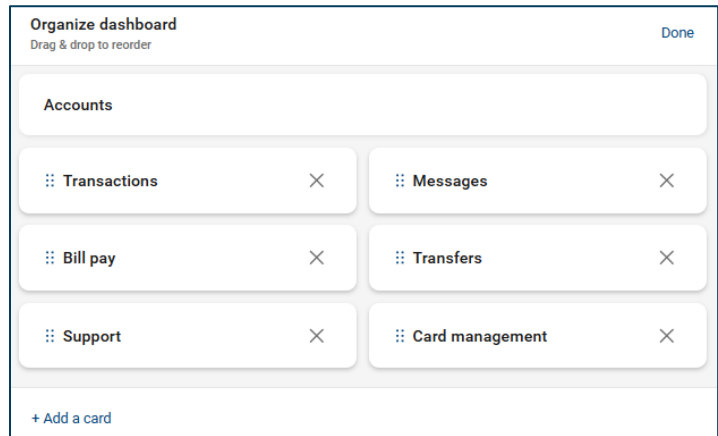 Organize dashboard
Done
Drag & drop to reorder
Accounts
Transactions
Messages
Bill pay
Transfers
Support
Card management
+ Add a card